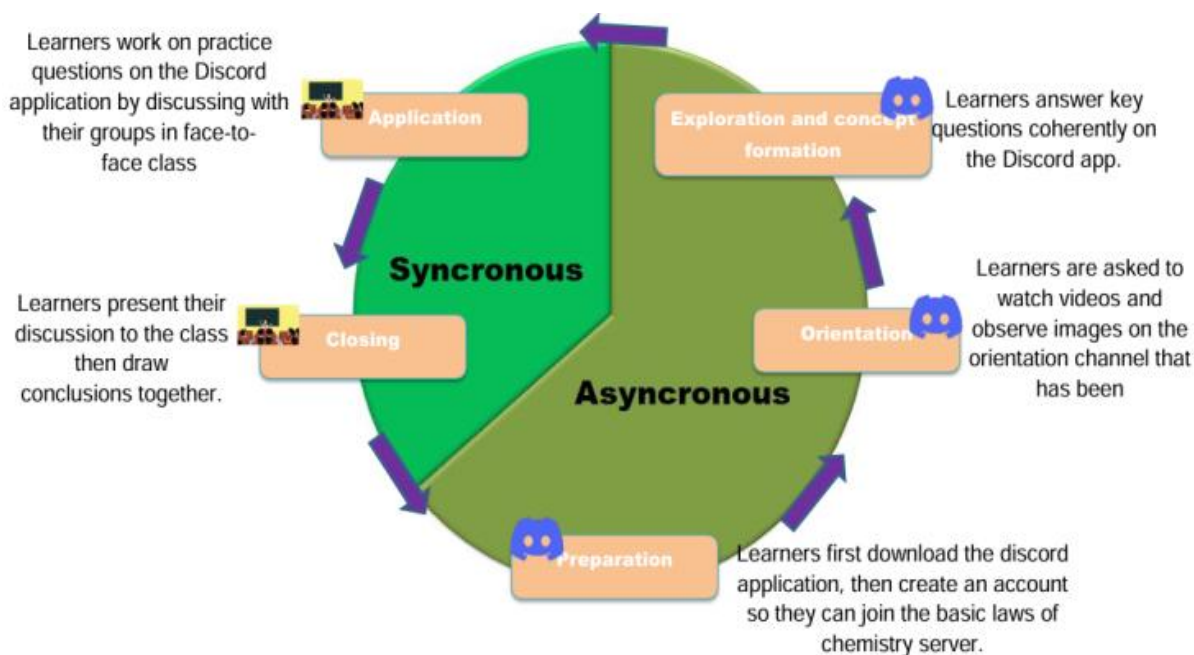 Learners work on practice
questions on the Discord
application by discussing with
their groups in face-to-
face class
Application
Exploration and concept
formation
Learners answer key
questions coherently on
the Discord app.
Syncronous
Learners present their
discussion to the class
then draw
conclusions together.
Closing
Orientation
Learners are asked to
watch videos and
observe images on the
orientation channel that
has been
Asyncronous
Preparation
Learners first download the discord
application, then create an account
so they can join the basic laws of
chemistry server.